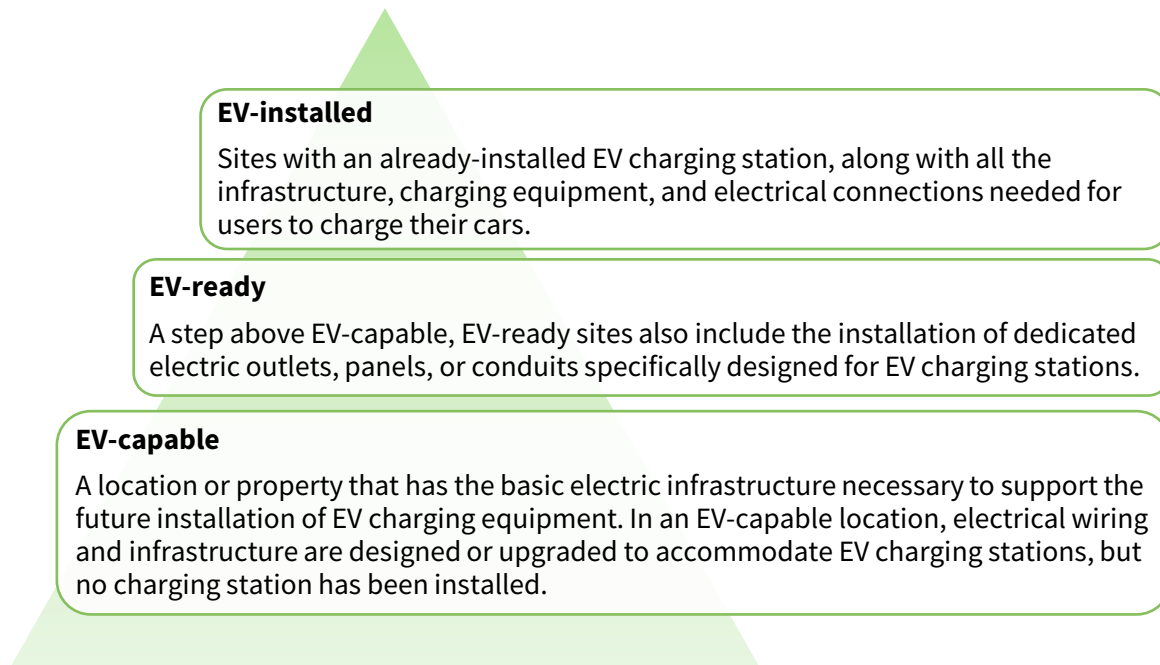 EV-installed
Sites with an already-installed EV charging station, along with all the
infrastructure, charging equipment, and electrical connections needed for
users to charge their cars.
EV-ready
A step above EV-capable, EV-ready sites also include the installation of dedicated
electric outlets, panels, or conduits specifically designed for EV charging stations.
EV-capable
A location or property that has the basic electric infrastructure necessary to support the
future installation of EV charging equipment. In an EV-capable location, electrical wiring
and infrastructure are designed or upgraded to accommodate EV charging stations, but
no charging station has been installed.